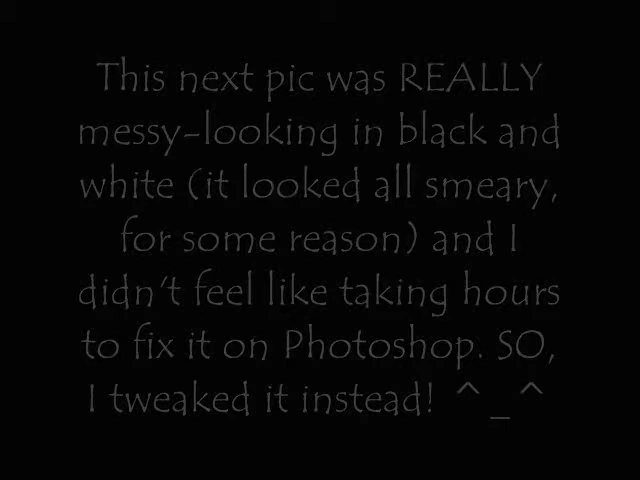 This next pic was REALLY
messy-looking in black and
white (it looked all smeary,
for some reason) and I
didn't feel like taking hours
to fix it on Photoshop. SO,
I tweaked it instead! ^_^